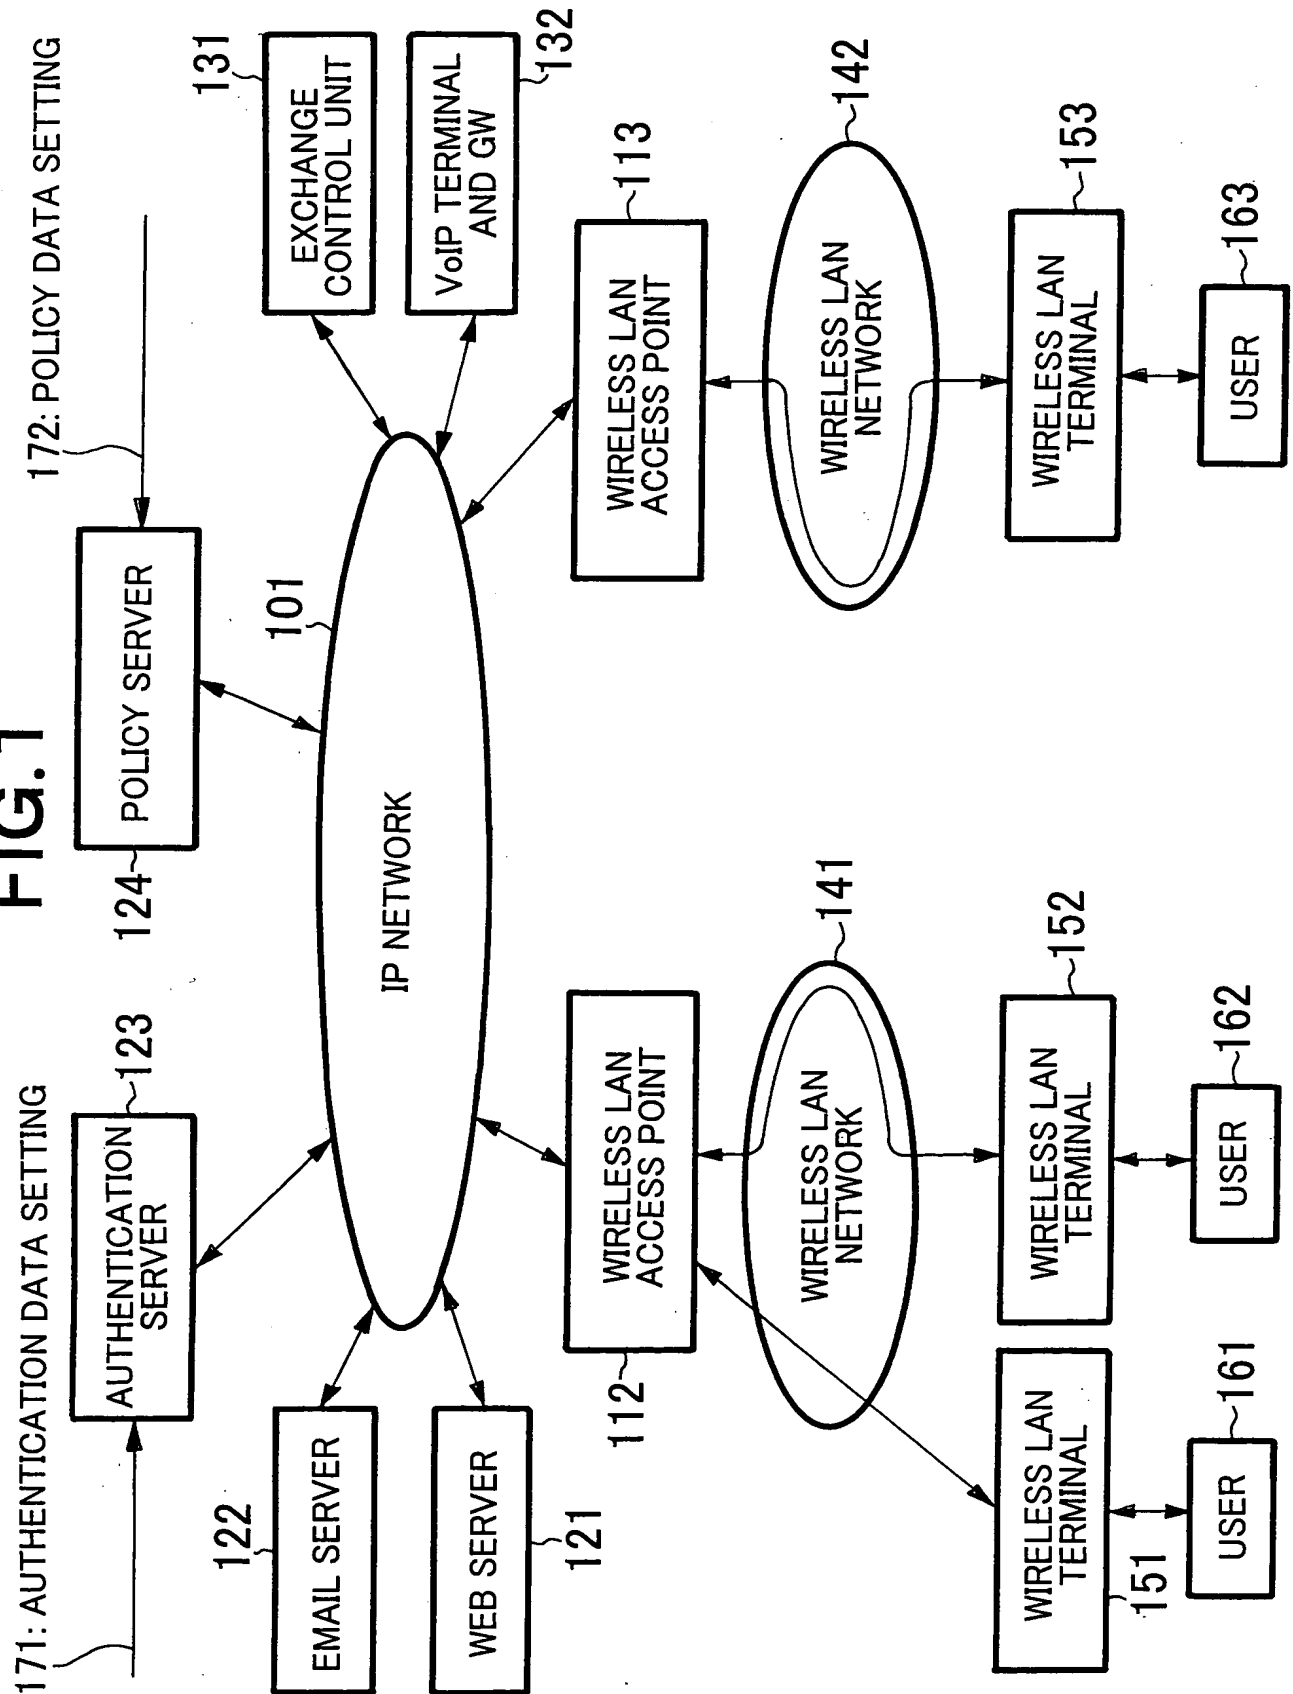 FIG.1
171: AUTHENTICATION DATA SETTING
172: POLICY DATA SETTING
123
AUTHENTICATION
SERVER
124
POLICY SERVER
101
IP NETWORK
122
EMAIL SERVER
WEB SERVER
121
131
EXCHANGE
CONTROL UNIT
VoIP TERMINAL
AND GW
132
112
WIRELESS LAN
ACCESS POINT
113
WIRELESS LAN
ACCESS POINT
141
WIRELESS LAN
NETWORK
142
WIRELESS LAN
NETWORK
151
WIRELESS LAN
TERMINAL
152
WIRELESS LAN
TERMINAL
153
WIRELESS LAN
TERMINAL
161
USER
162
USER
163
USER